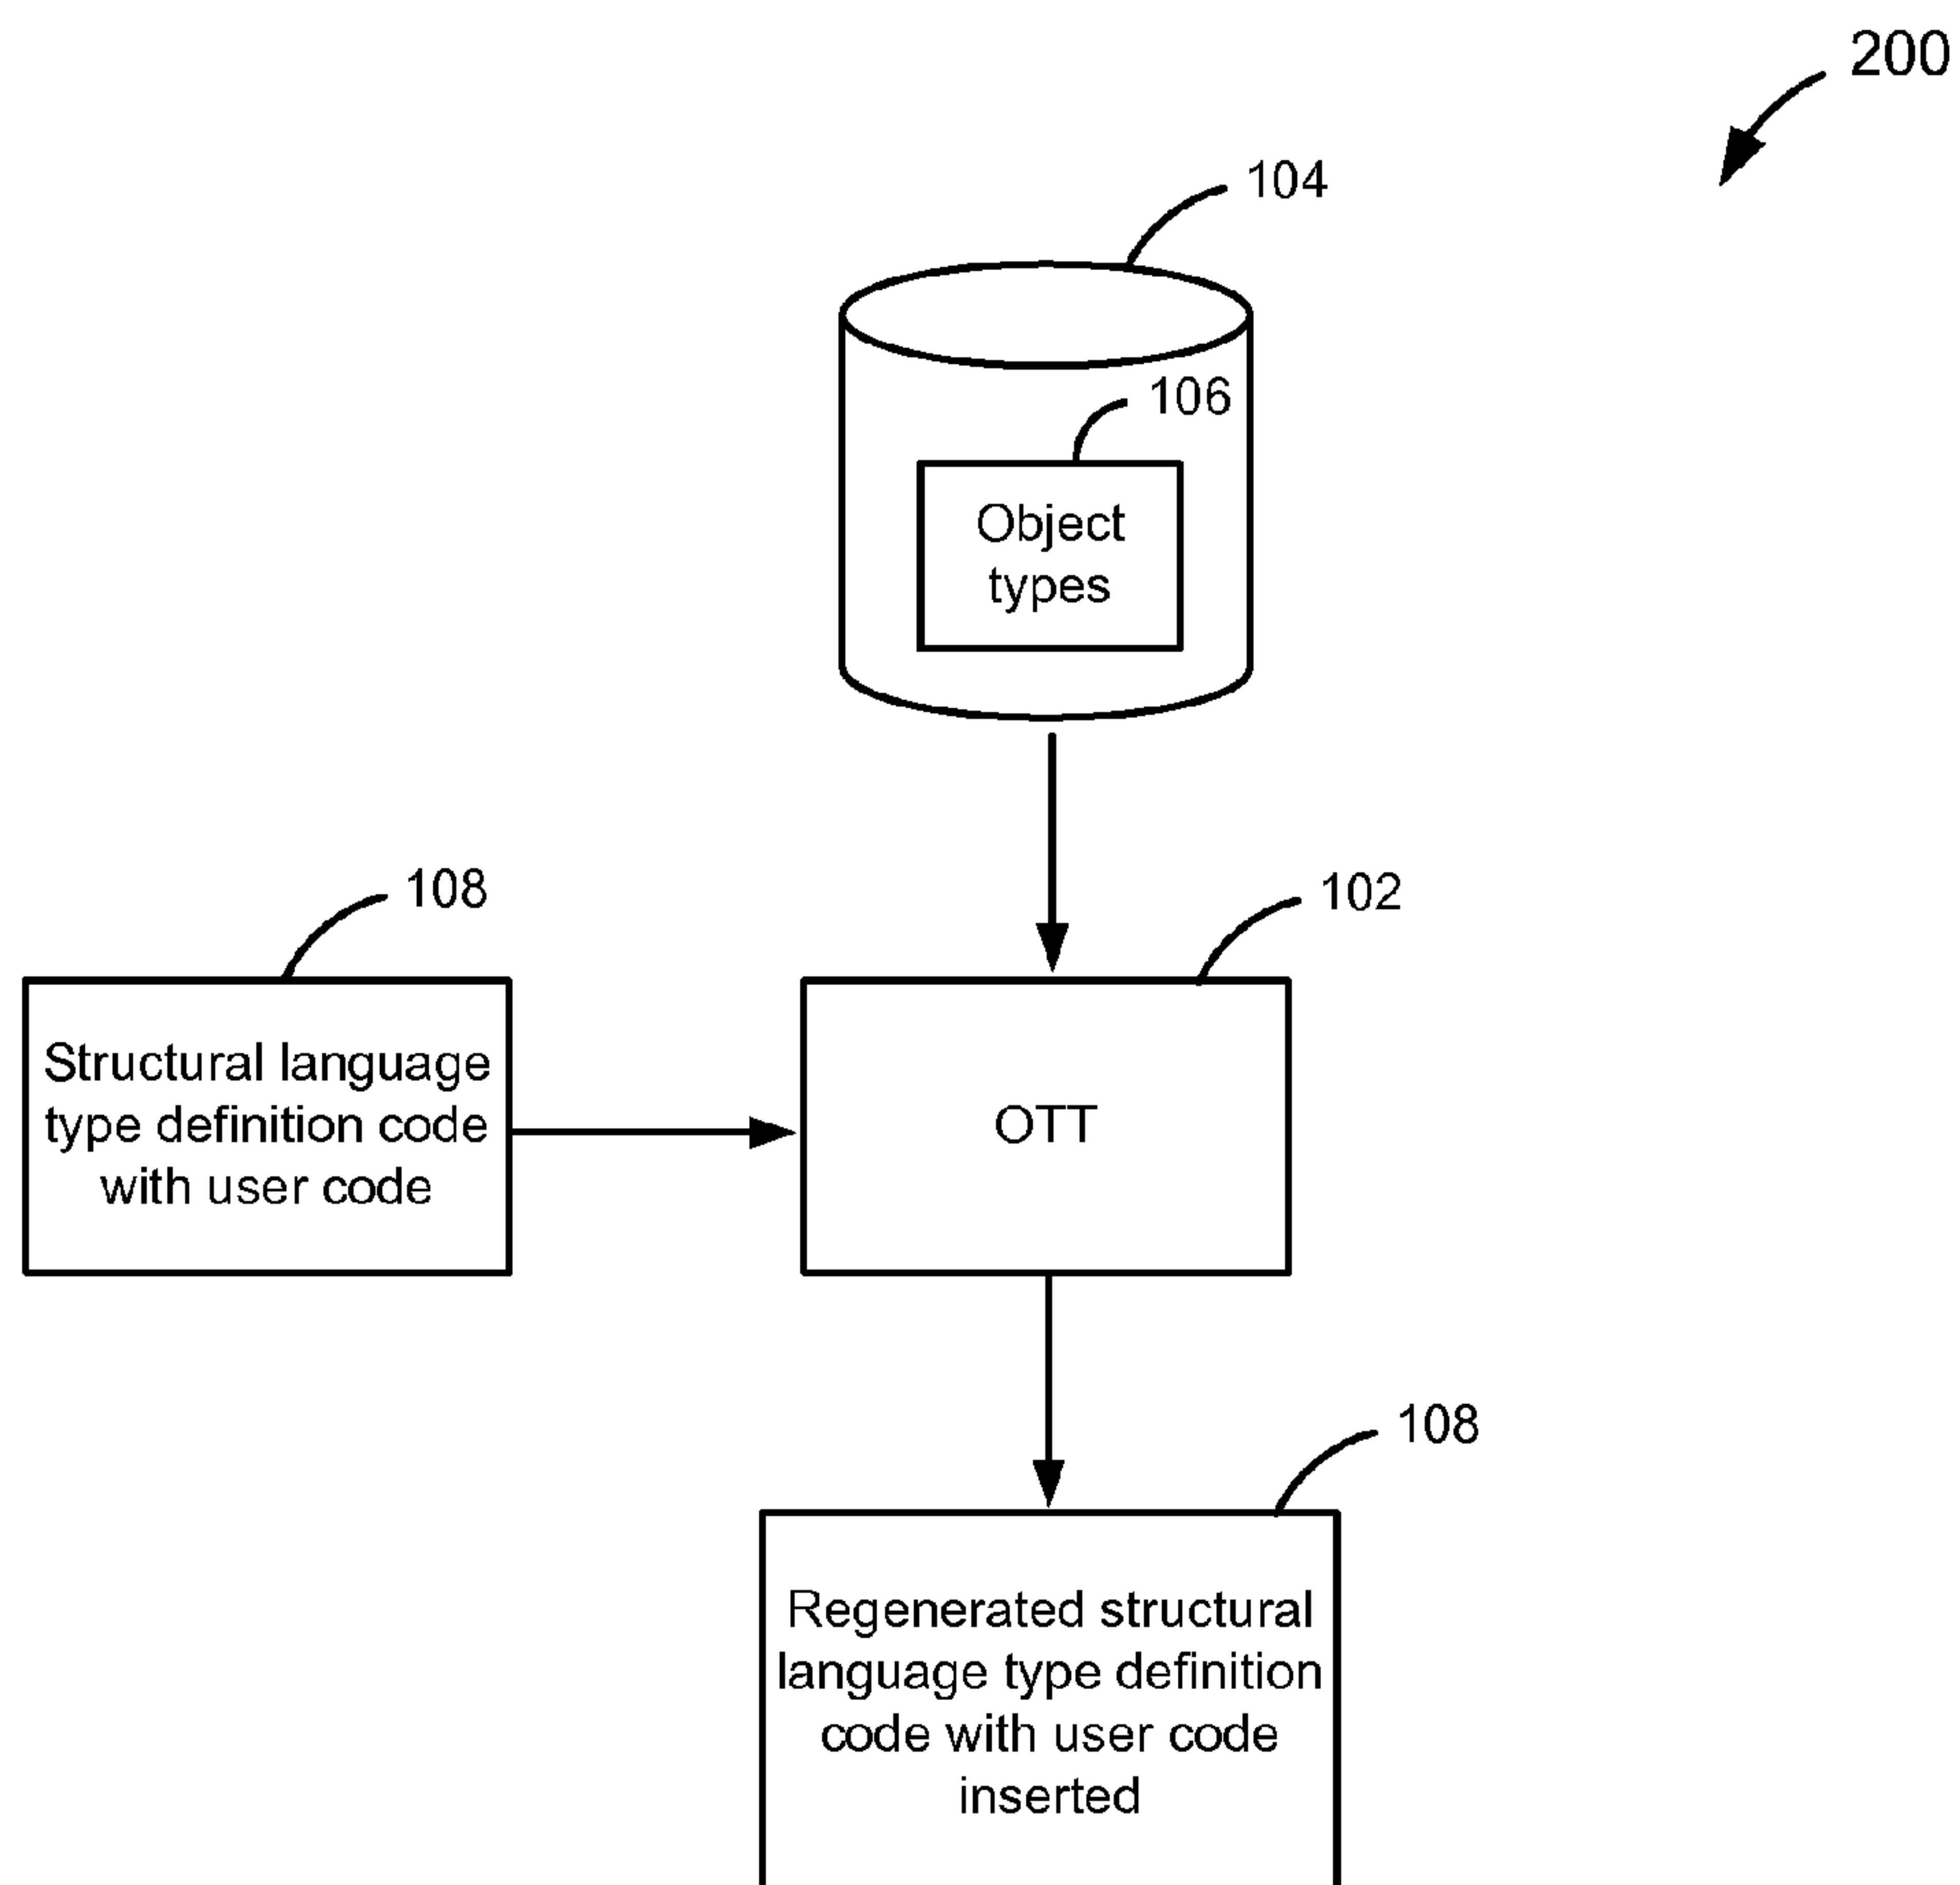 200
104
106
Object
types
108
102
Structural language
type definition code
with user code
OTT
108
Regenerated structural
language type definition
code with user code
inserted